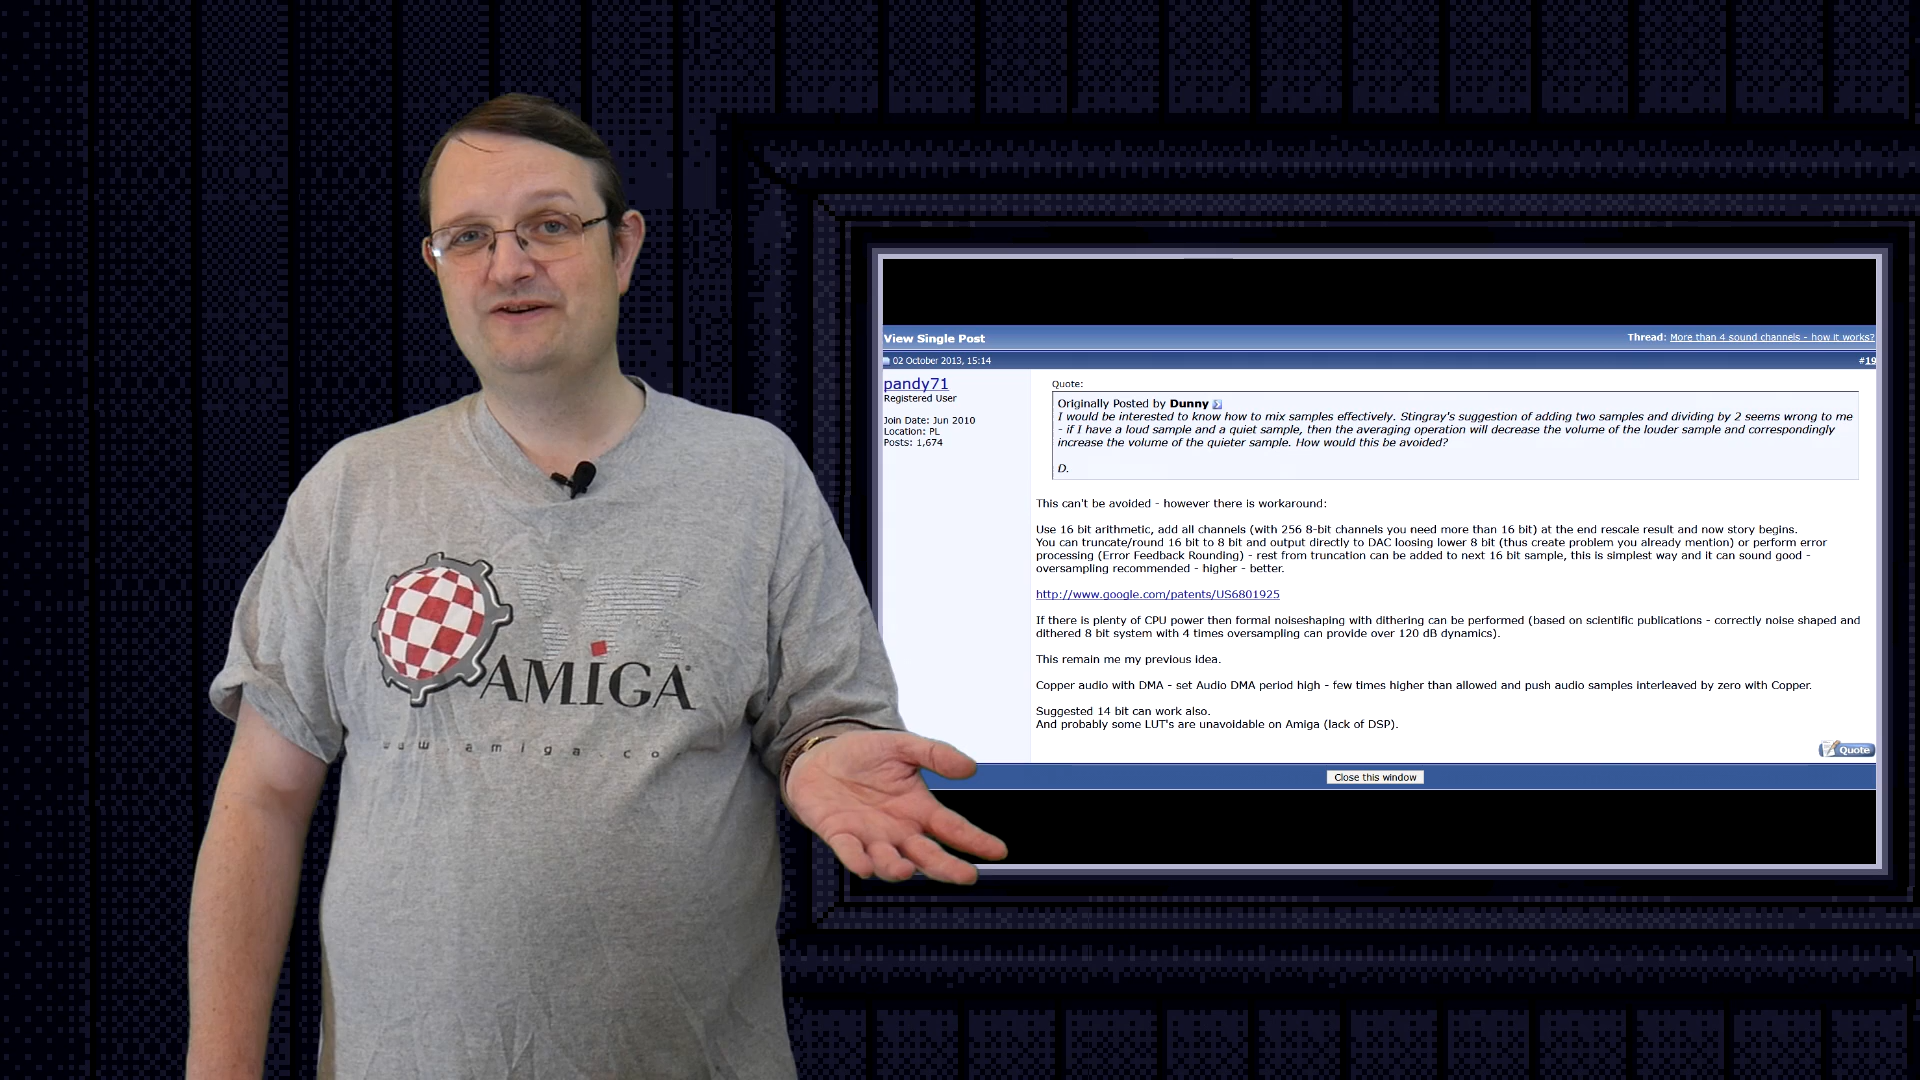 View Single Post
Thread: More than 4 sound channels - how it works?
02 October 2013, 15:14
#19
pandy71
Registered User
Join Date: Jun 2010
Location: PL
Posts: 1,674
Quote:
Originally Posted by Dunny
I would be interested to know how to mix samples effectively. Stingray's suggestion of adding two samples and dividing by 2 seems wrong to me
- if I have a loud sample and a quiet sample, then the averaging operation will decrease the volume of the louder sample and correspondingly
increase the volume of the quieter sample. How would this be avoided?
D.
This can't be avoided - however there is workaround:
Use 16 bit arithmetic, add all channels (with 256 8-bit channels you need more than 16 bit) at the end rescale result and now story begins.
You can truncate/round 16 bit to 8 bit and output directly to DAC loosing lower 8 bit (thus create problem you already mention) or perform error
processing (Error Feedback Rounding) - rest from truncation can be added to next 16 bit sample, this is simplest way and it can sound good -
oversampling recommended - higher - better.
http://www.google.com/patents/US6801925
If there is plenty of CPU power then formal noiseshaping with dithering can be performed (based on scientific publications - correctly noise shaped and
dithered 8 bit system with 4 times oversampling can provide over 120 dB dynamics).
This remain me my previous idea.
Copper audio with DMA - set Audio DMA period high - few times higher than allowed and push audio samples interleaved by zero with Copper.
Suggested 14 bit can work also.
And probably some LUT's are unavoidable on Amiga (lack of DSP).
Quote
Close this window
AMIGA
www.amiga.co